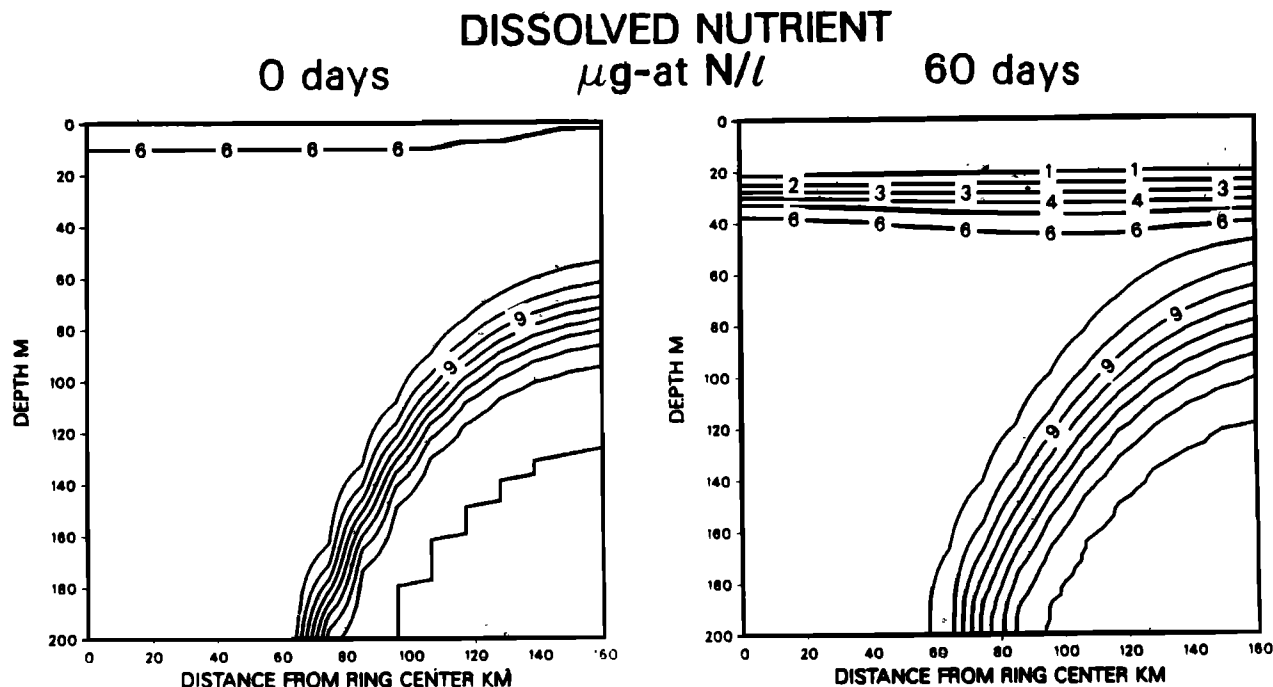 DISSOLVED NUTRIENT
0 days μg-at N/l 60 days
0
20
40
60
80
100
120
140
160
180
200
DEPTH M
6 6 6 6
9
9
0 20 40 60 80 100 120 140 160
DISTANCE FROM RING CENTER KM
0
20
40
60
80
100
120
140
160
180
200
DEPTH M
1 1
2 3 3 4 4 3
6 6 6 6 6 6
9
9
9
0 20 40 60 80 100 120 140 160
DISTANCE FROM RING CENTER KM